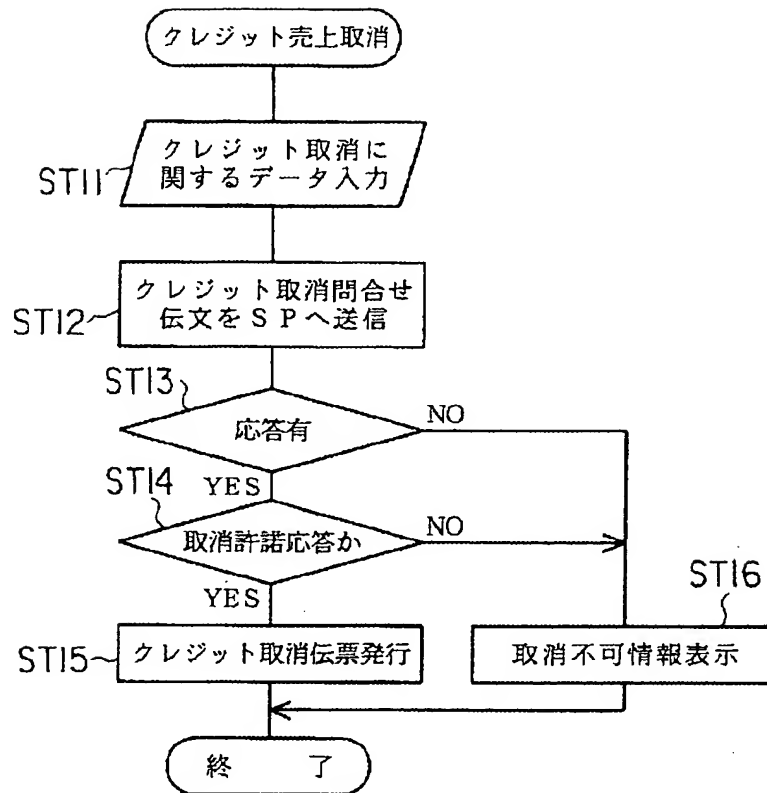 クレジット売上取消
ST11
クレジット取消に
関するデータ入力
ST12
クレジット取消問合せ
伝文をSPへ送信
ST13
応答有
NO
YES
ST14
取消許諾応答か
NO
YES
ST15
クレジット取消伝票発行
ST16
取消不可情報表示
終 了